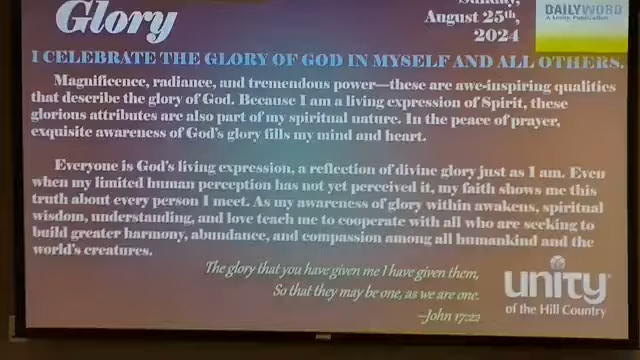 Glory
Sunday,
August 25th,
2024
DAILY WORD
A Unity Publication
I CELEBRATE THE GLORY OF GOD IN MYSELF AND ALL OTHERS.
Magnificence, radiance, and tremendous power—these are awe-inspiring qualities
that describe the glory of God. Because I am a living expression of Spirit, these
glorious attributes are also part of my spiritual nature. In the peace of prayer,
exquisite awareness of God's glory fills my mind and heart.
Everyone is God's living expression, a reflection of divine glory just as I am. Even
when my limited human perception has not yet perceived it, my faith shows me this
truth about every person I meet. As my awareness of glory within awakens, spiritual
wisdom, understanding, and love teach me to cooperate with all who are seeking to
build greater harmony, abundance, and compassion among all humankind and the
world's creatures.
The glory that you have given me I have given them,
So that they may be one, as we are one.
—John 17:22
unity
of the Hill Country